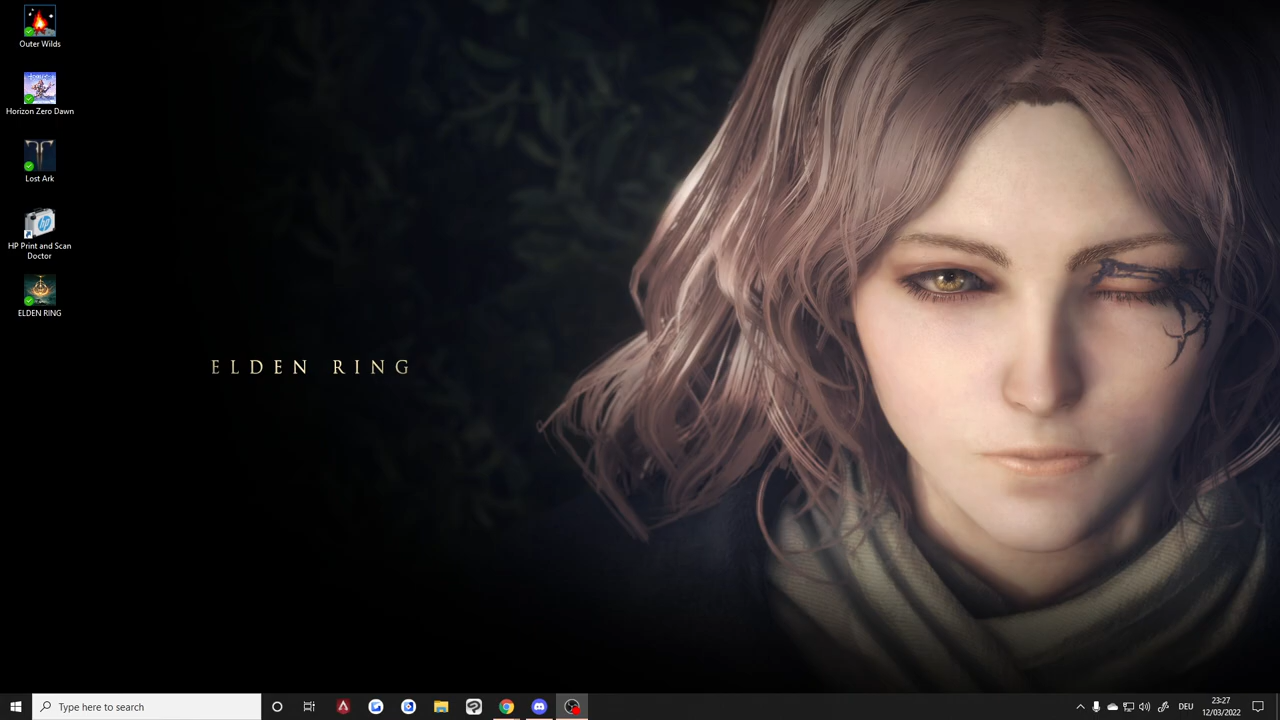 Outer Wilds
Horizon Zero Dawn
Lost Ark
HP Print and Scan
Doctor
ELDEN RING
ELDEN RING
Type here to search
DEU
23:27
12/03/2022